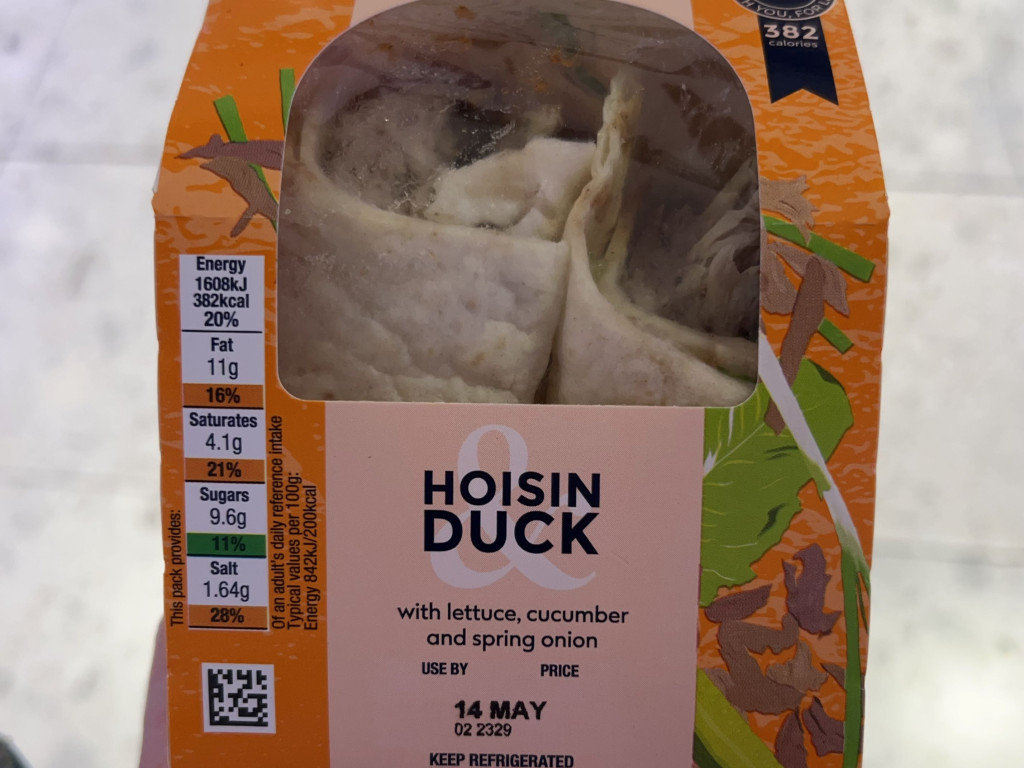 H YOU, FOR
382
calories
Energy
1608kJ
382kcal
20%
Fat
11g
16%
Saturates
4.1g
21%
Sugars
9.6g
11%
Salt
1.64g
28%
This pack provides:
Of an adult's daily reference intake
Typical values per 100g:
Energy 842kJ/200kcal
&
HOISIN
DUCK
with lettuce, cucumber
and spring onion
USE BY PRICE
14 MAY
02 2329
KEEP REFRIGERATED